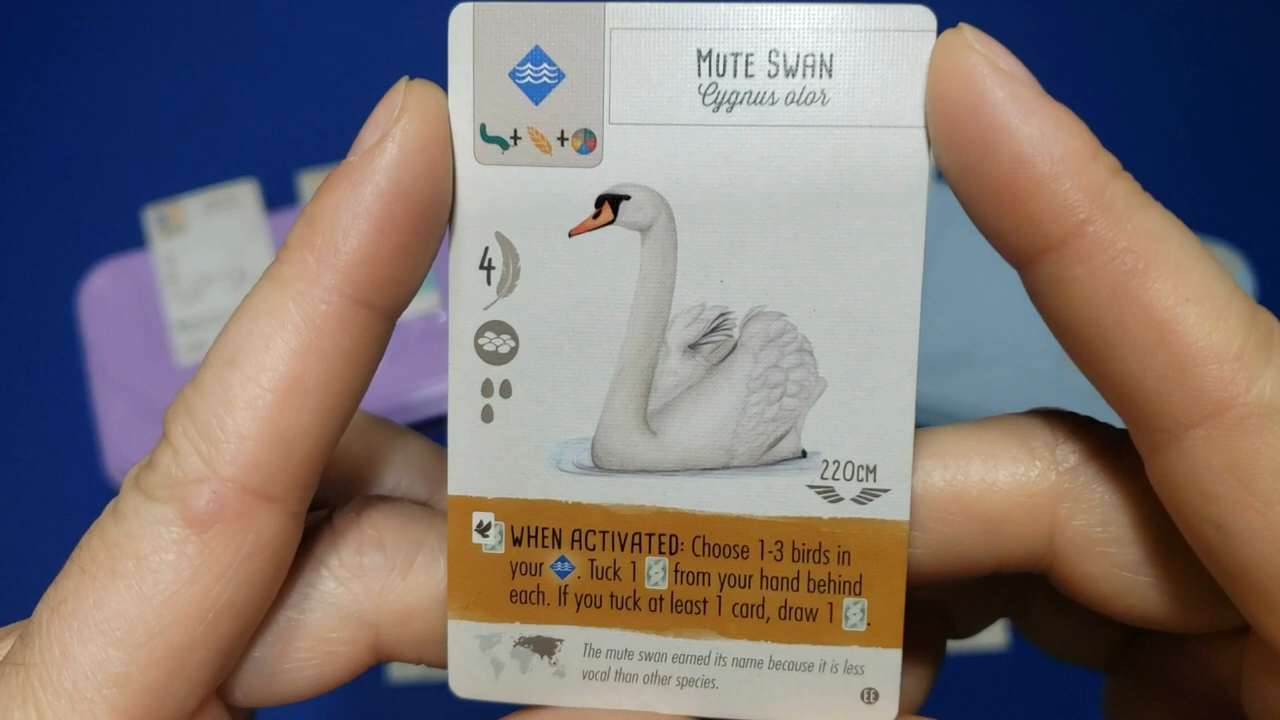 MUTE SWAN
Cygnus olor
+ +
4
220CM
WHEN ACTIVATED: Choose 1-3 birds in
your . Tuck 1 from your hand behind
each. If you tuck at least 1 card, draw 1 .
The mute swan earned its name because it is less
vocal than other species.
EE